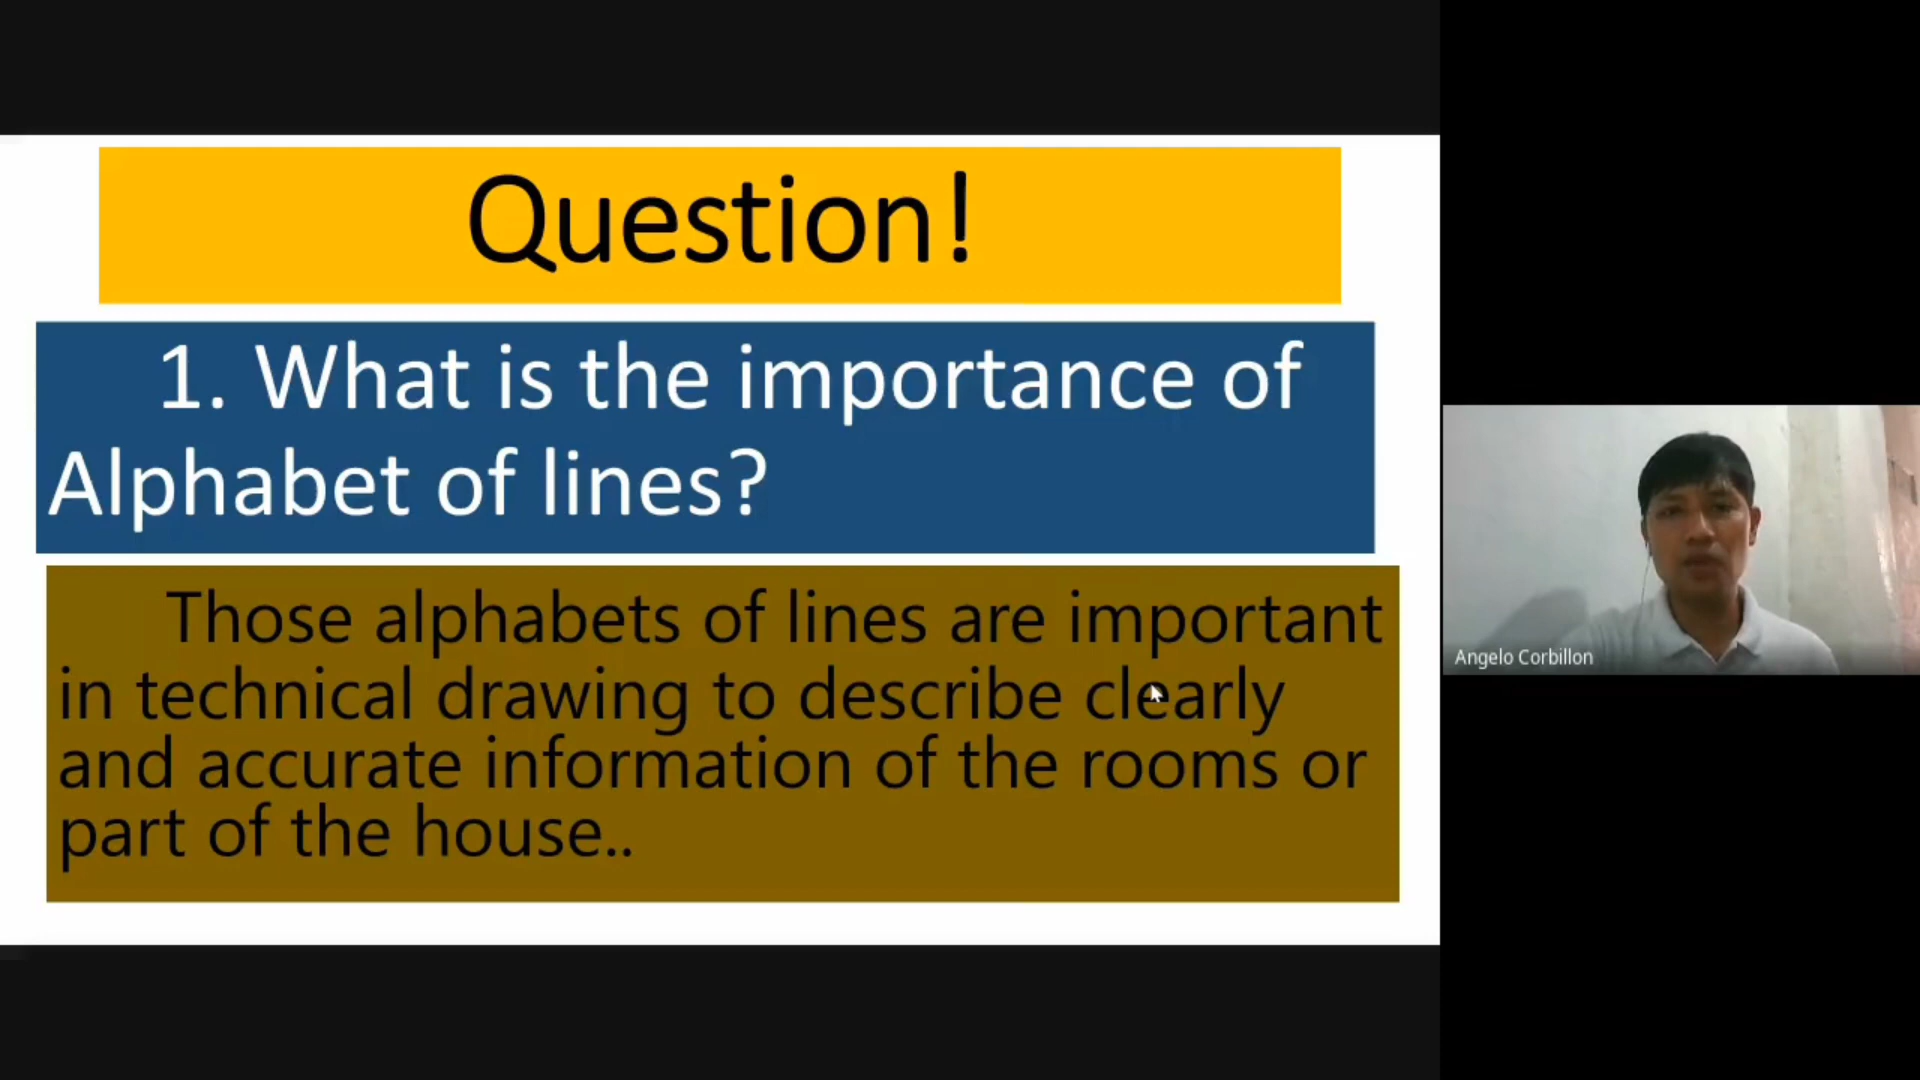 Question!
1. What is the importance of
Alphabet of lines?
Those alphabets of lines are important
in technical drawing to describe clearly
and accurate information of the rooms or
part of the house..
Angelo Corbillon